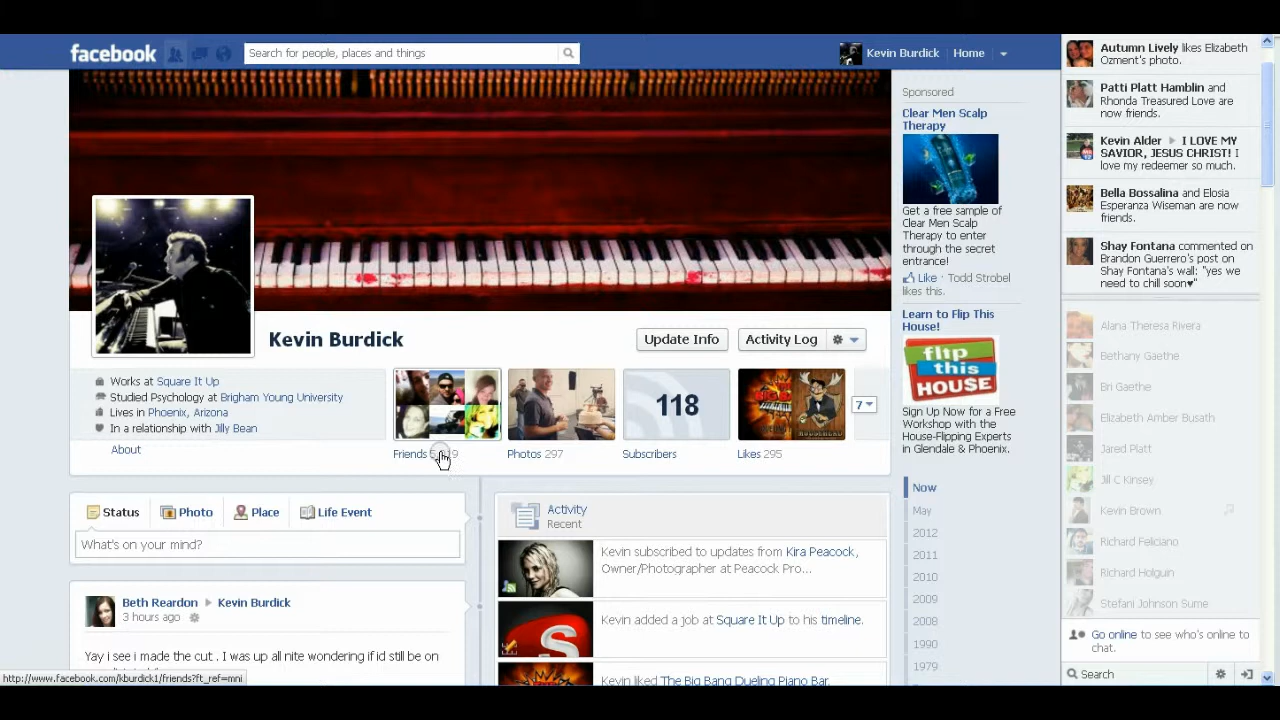 facebook
Search for people, places and things
Kevin Burdick
Home
Kevin Burdick
Update Info
Activity Log
Works at Square It Up
Studied Psychology at Brigham Young University
Lives in Phoenix, Arizona
In a relationship with Jilly Bean
About
Friends
Photos 297
118
Subscribers
Likes 295
7
Status
Photo
Place
Life Event
What's on your mind?
Beth Reardon
Kevin Burdick
3 hours ago
Yay i see i made the cut . I was up all nite wondering if id still be on
Activity
Recent
Kevin subscribed to updates from Kira Peacock,
Owner/Photographer at Peacock Pro...
Kevin added a job at Square It Up to his timeline.
Kevin liked The Big Bang Dueling Piano Bar.
Sponsored
Clear Men Scalp
Therapy
Get a free sample of
Clear Men Scalp
Therapy to enter
through the secret
entrance!
Like · Todd Strobel
likes this.
Learn to Flip This
House!
flip
this
HOUSE
Sign Up Now for a Free
Workshop with the
House-Flipping Experts
in Glendale & Phoenix.
Now
May
2012
2011
2010
2009
2008
1990
1979
Autumn Lively likes Elizabeth
Ozment's photo.
Patti Platt Hamblin and
Rhonda Treasured Love are
now friends.
Kevin Alder I LOVE MY
SAVIOR, JESUS CHRIST! I
love my redeemer so much.
Bella Bossalina and Elosia
Esperanza Wiseman are now
friends.
Shay Fontana commented on
Brandon Guerrero's post on
Shay Fontana's wall: "yes we
need to chill soon♥"
Alana Theresa Rivera
Bethany Gaethe
Bri Gaethe
Elizabeth Amber Busath
Jared Platt
Jill C Kinsey
Kevin Brown
Richard Feliciano
Richard Holguin
Stefani Johnson Sume
Go online to see who's online to
chat.
Search
http://www.facebook.com/kburdick1/friends?ft_ref=mni